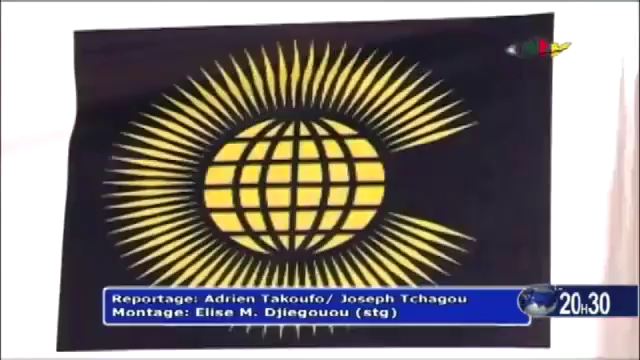 Reportage: Adrien Takoufo/ Joseph Tchagou
Montage: Elise M. Djiegouou (stg)
20H30